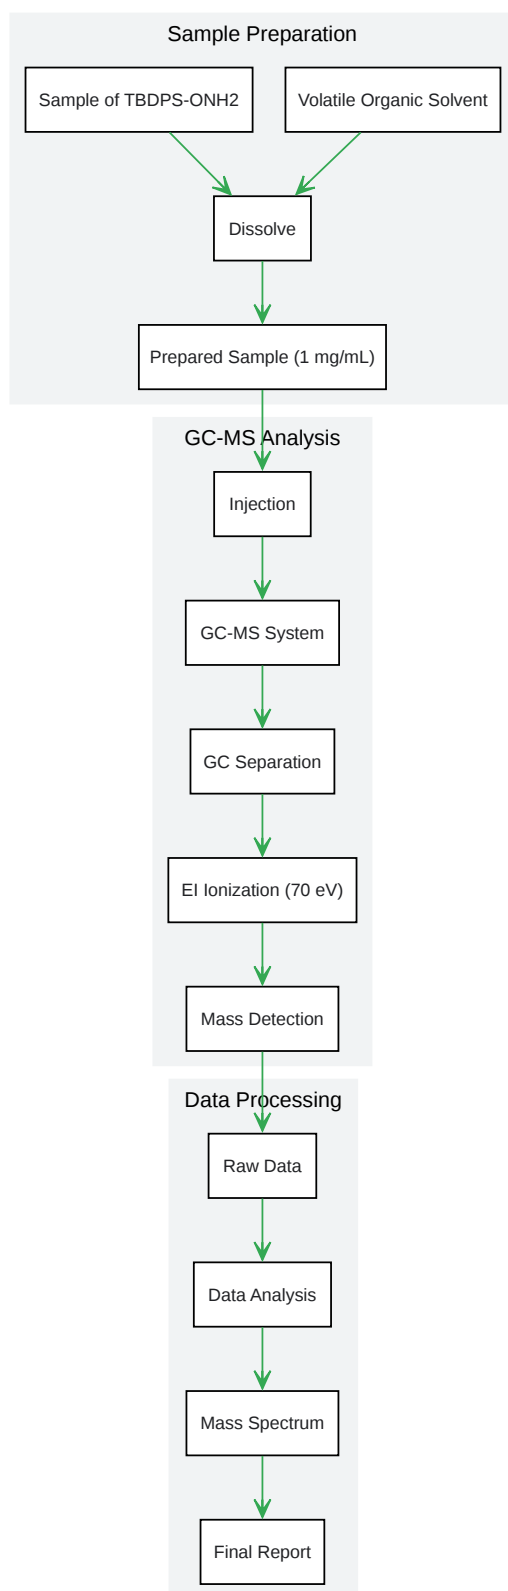 Sample Preparation
Sample of TBDPS-ONH2
Volatile Organic Solvent
Dissolve
Prepared Sample (1 mg/mL)
GC-MS Analysis
Injection
GC-MS System
GC Separation
EI Ionization (70 eV)
Mass Detection
Data Processing
Raw Data
Data Analysis
Mass Spectrum
Final Report